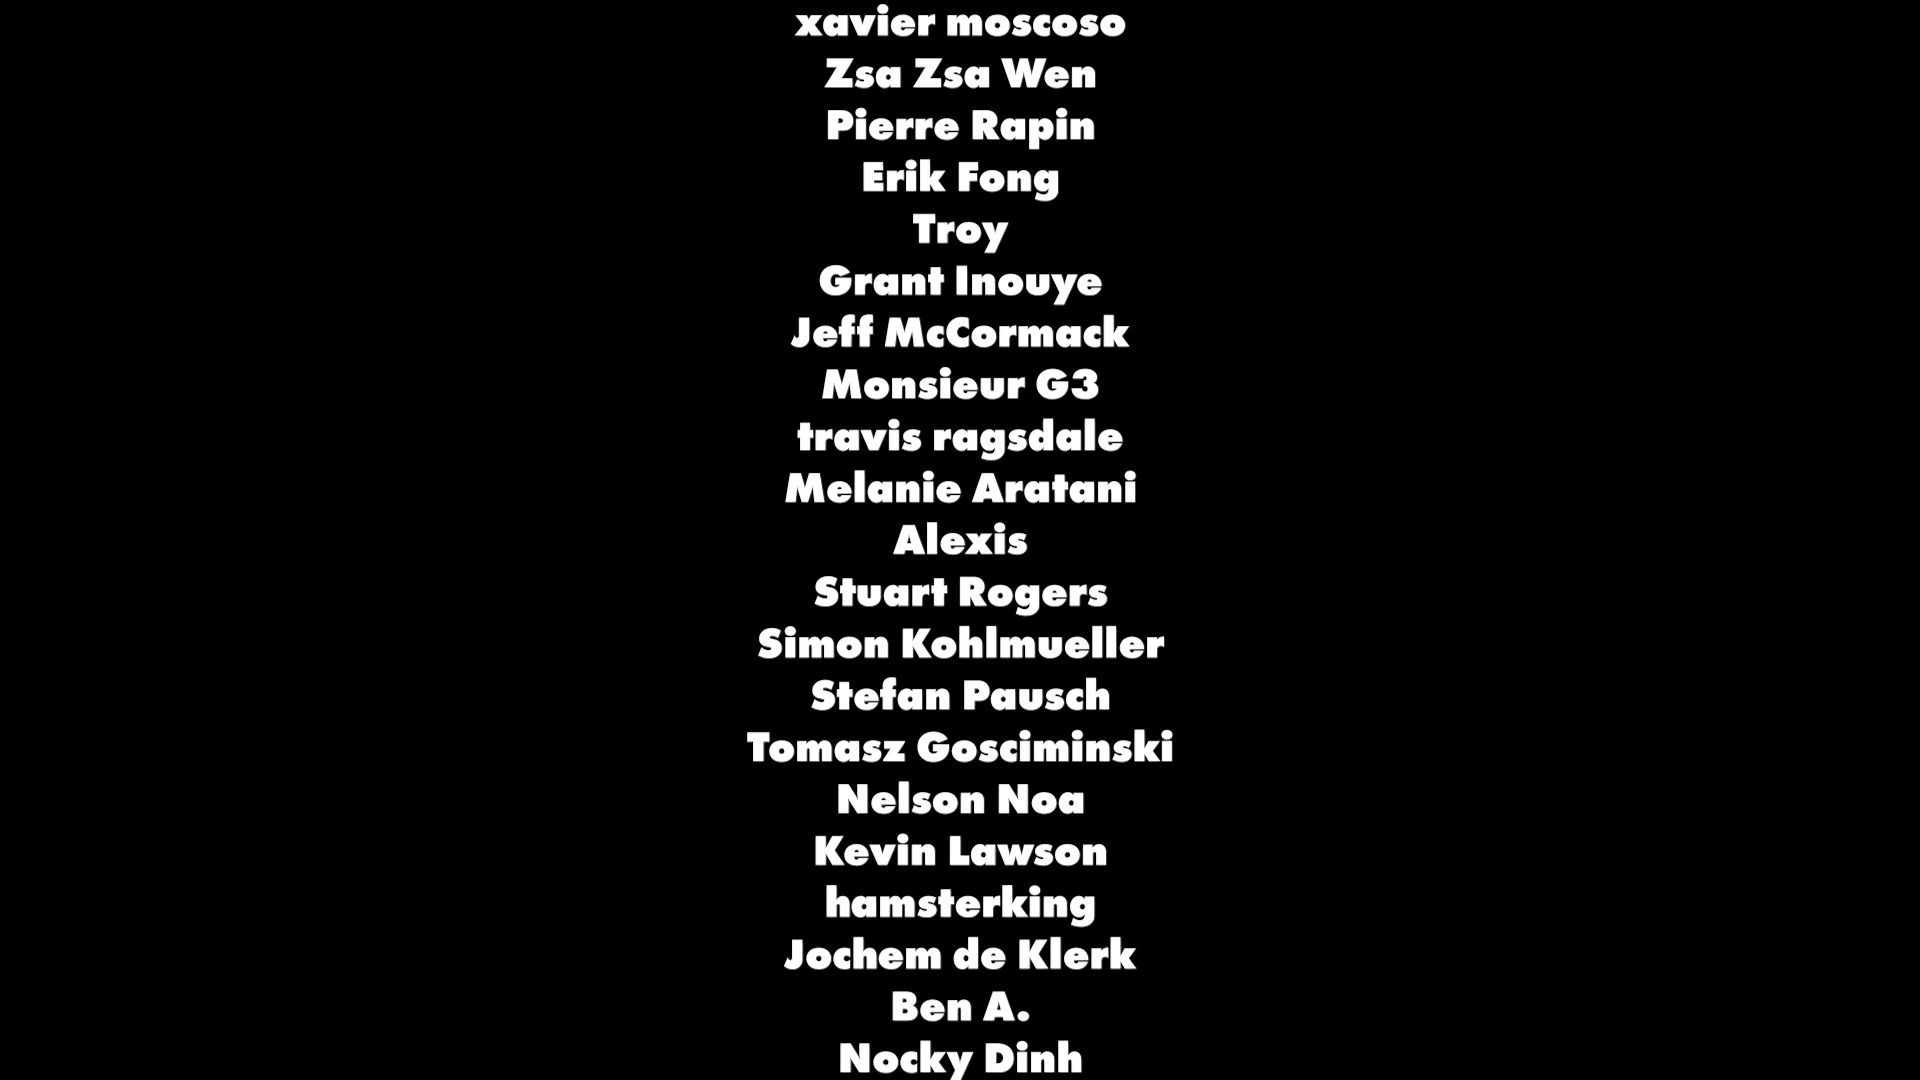 xavier moscoso
Zsa Zsa Wen
Pierre Rapin
Erik Fong
Troy
Grant Inouye
Jeff McCormack
Monsieur G3
travis ragsdale
Melanie Aratani
Alexis
Stuart Rogers
Simon Kohlmueller
Stefan Pausch
Tomasz Gosciminski
Nelson Noa
Kevin Lawson
hamsterking
Jochem de Klerk
Ben A.
Nocky Dinh